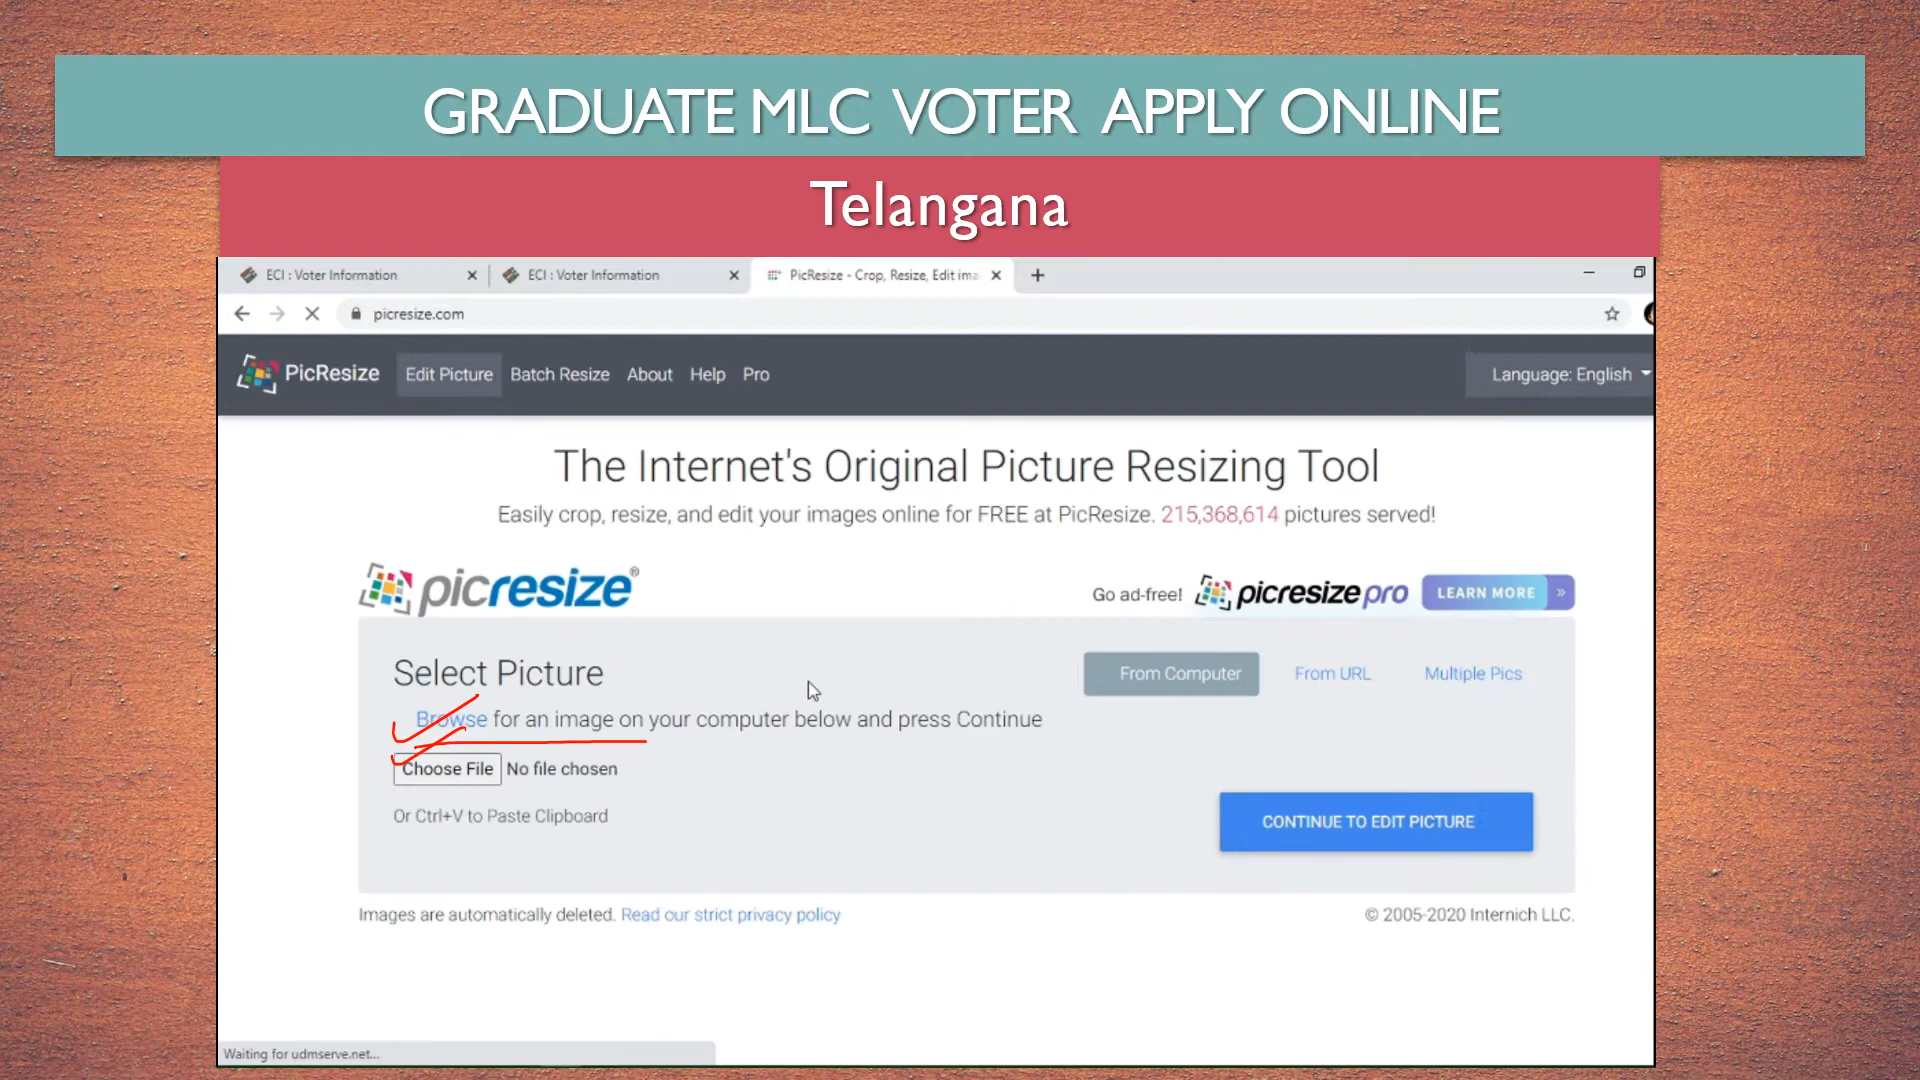 GRADUATE MLC VOTER APPLY ONLINE
Telangana
ECI : Voter Information
ECI : Voter Information
PicResize - Crop, Resize, Edit ima
picresize.com
PicResize
Edit Picture
Batch Resize
About
Help
Pro
Language: English
The Internet's Original Picture Resizing Tool
Easily crop, resize, and edit your images online for FREE at PicResize. 215,368,614 pictures served!
picresize®
Go ad-free!
picresize pro
LEARN MORE »
Select Picture
From Computer
From URL
Multiple Pics
Browse for an image on your computer below and press Continue
Choose File No file chosen
Or Ctrl+V to Paste Clipboard
CONTINUE TO EDIT PICTURE
Images are automatically deleted. Read our strict privacy policy
© 2005-2020 Internich LLC.
Waiting for udmserve.net...